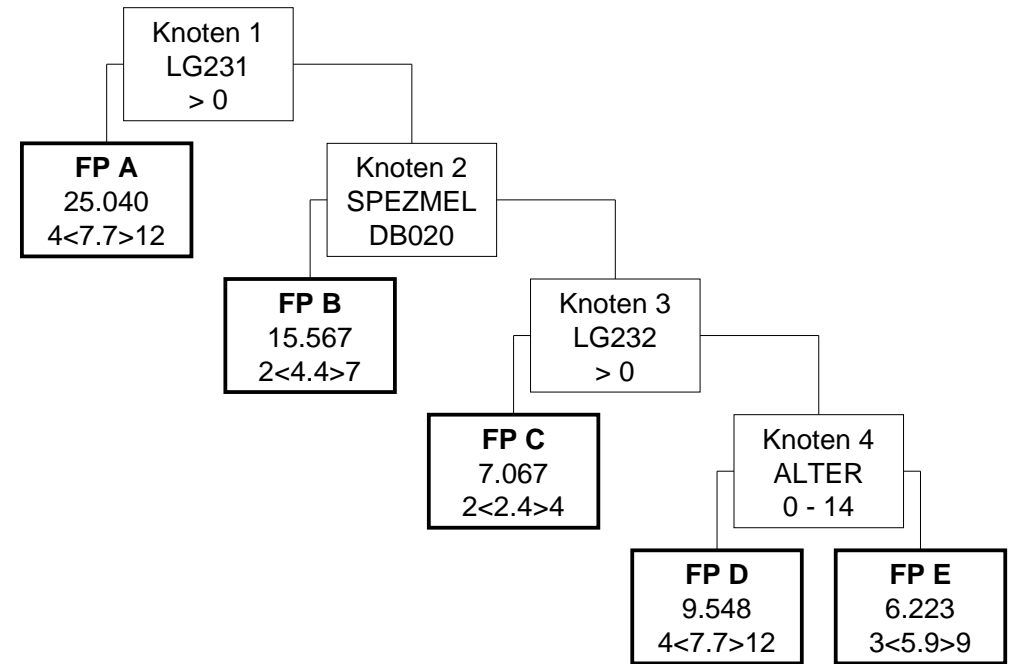 Knoten 1
LG231
> 0
FP A
25.040
4<7.7>12
Knoten 2
SPEZMEL
DB020
FP B
15.567
2<4.4>7
Knoten 3
LG232
> 0
FP C
7.067
2<2.4>4
Knoten 4
ALTER
0 - 14
FP D
9.548
4<7.7>12
FP E
6.223
3<5.9>9